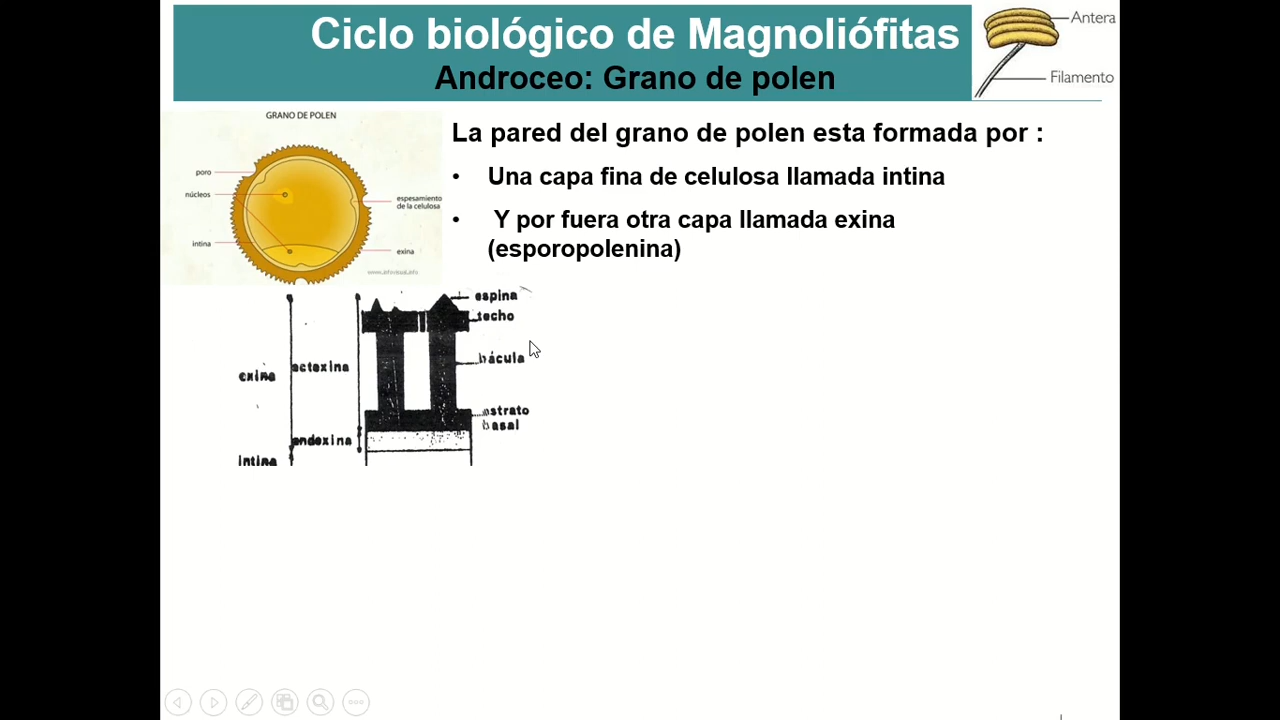 Ciclo biológico de Magnoliófitas
Androceo: Grano de polen
Antera
Filamento
GRANO DE POLEN
poro
núcleos
intina
espesamiento
de la celulosa
exina
La pared del grano de polen esta formada por :
• Una capa fina de celulosa llamada intina
• Y por fuera otra capa llamada exina
(esporopolenina)
espina
techo
bácula
estrato
basal
exina
ectexina
endexina
intina